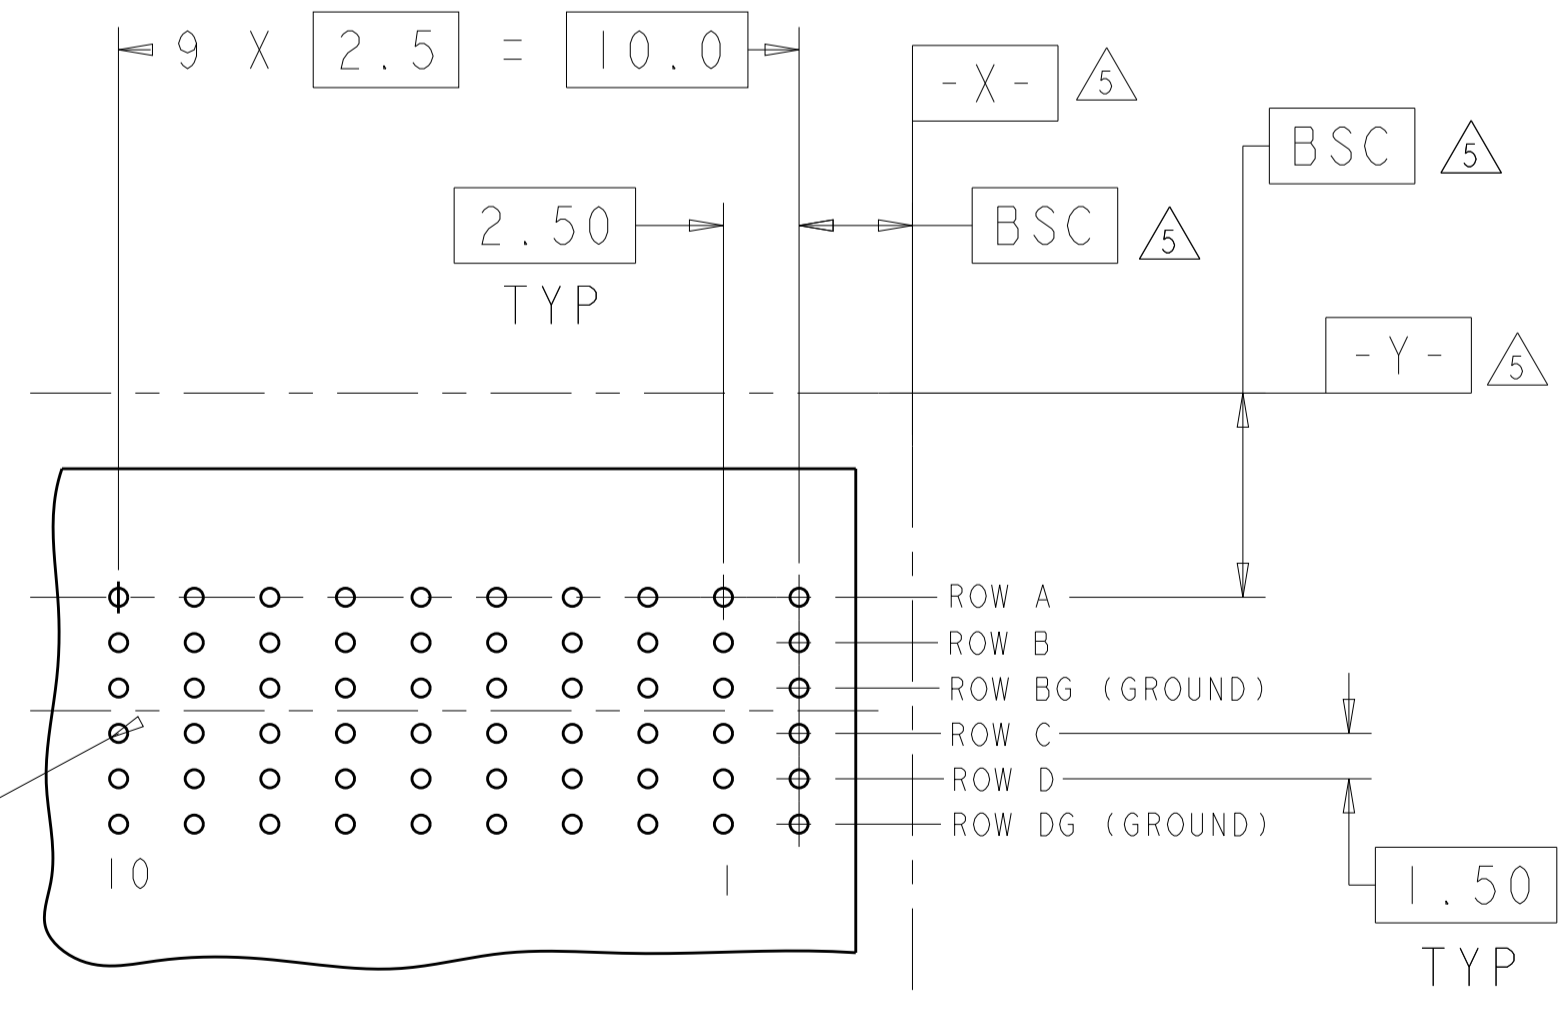 9 X 2.5 = 10.0
-X- 5
BSC 5
2.50 BSC 5
TYP
-Y- 5
ROW A
ROW B
ROW BG (GROUND)
ROW C
ROW D
ROW DG (GROUND)
10 1
1.50
TYP